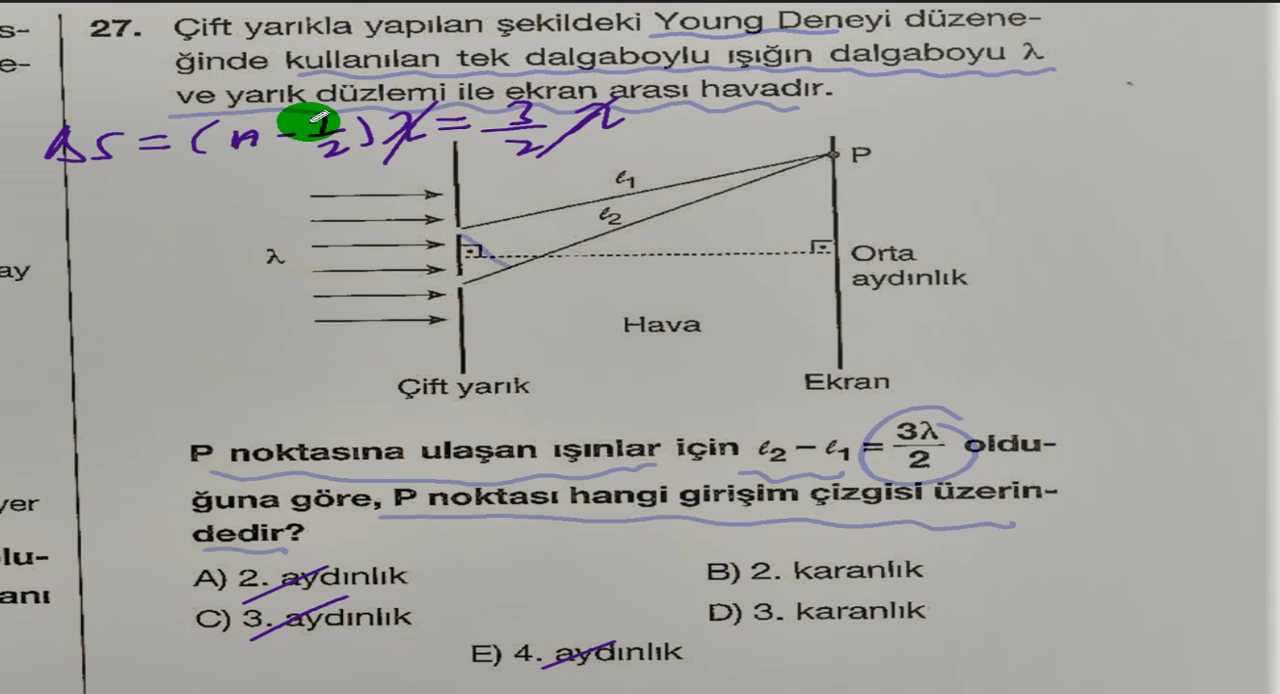 s-
e-
ay
yer
lu-
anı
27. Çift yarıkla yapılan şekildeki Young Deneyi düzene-
ğinde kullanılan tek dalgaboylu ışığın dalgaboyu λ
ve yarık düzlemi ile ekran arası havadır.
ΔS = (n - 1/2) λ = 3/2 λ
P
ℓ1
ℓ2
λ
Orta
aydınlık
Hava
Çift yarık
Ekran
P noktasına ulaşan ışınlar için ℓ2 – ℓ1 = 3λ/2 oldu-
ğuna göre, P noktası hangi girişim çizgisi üzerin-
dedir?
A) 2. aydınlık
B) 2. karanlık
C) 3. aydınlık
D) 3. karanlık
E) 4. aydınlık